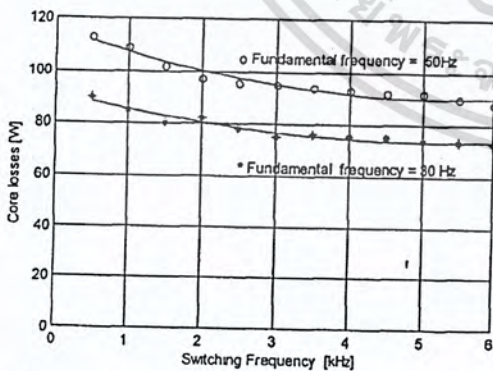 120
100
80
60
40
20
0
Core losses [W]
o Fundamental frequency = 50Hz
* Fundamental frequency = 30 Hz
0 1 2 3 4 5 6
Switching Frequency [kHz]